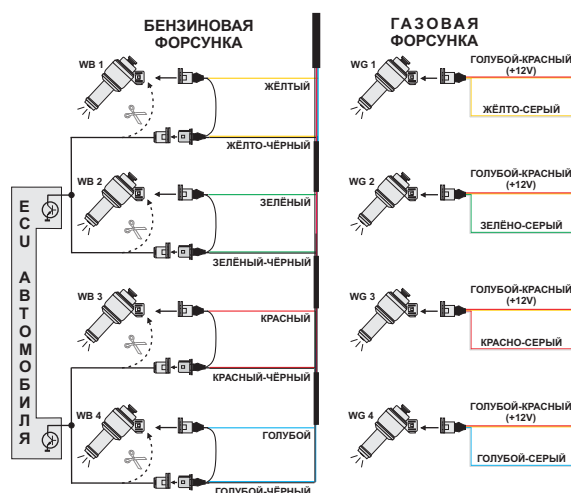 БЕНЗИНОВАЯ
ФОРСУНКА
WB 1
ЖЁЛТЫЙ
ЖЁЛТО-ЧЁРНЫЙ
WB 2
ЗЕЛЁНЫЙ
ЗЕЛЁНЫЙ-ЧЁРНЫЙ
WB 3
КРАСНЫЙ
КРАСНЫЙ-ЧЁРНЫЙ
WB 4
ГОЛУБОЙ
ГОЛУБОЙ-ЧЁРНЫЙ
ECU АВТОМОБИЛЯ
ГАЗОВАЯ
ФОРСУНКА
WG 1
ГОЛУБОЙ-КРАСНЫЙ
(+12V)
ЖЁЛТО-СЕРЫЙ
WG 2
ГОЛУБОЙ-КРАСНЫЙ
(+12V)
ЗЕЛЁНО-СЕРЫЙ
WG 3
ГОЛУБОЙ-КРАСНЫЙ
(+12V)
КРАСНО-СЕРЫЙ
WG 4
ГОЛУБОЙ-КРАСНЫЙ
(+12V)
ГОЛУБОЙ-СЕРЫЙ